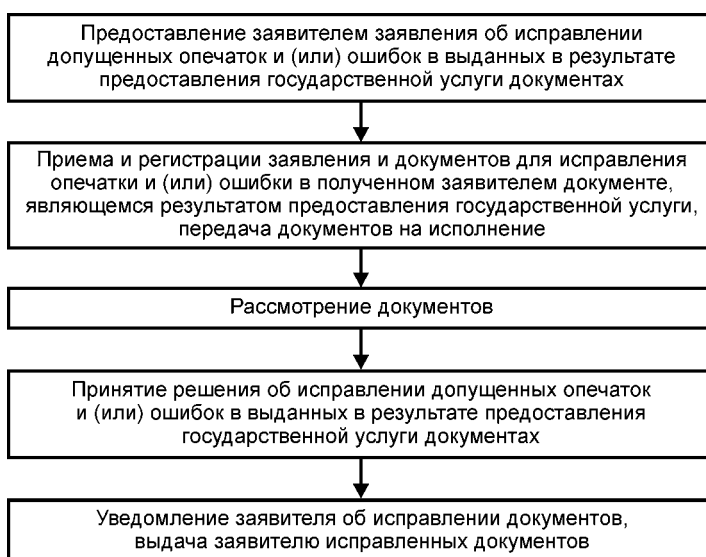 Предоставление заявителем заявления об исправлении
допущенных опечаток и (или) ошибок в выданных в результате
предоставления государственной услуги документах
Приема и регистрации заявления и документов для исправления
опечатки и (или) ошибки в полученном заявителем документе,
являющемся результатом предоставления государственной услуги,
передача документов на исполнение
Рассмотрение документов
Принятие решения об исправлении допущенных опечаток
и (или) ошибок в выданных в результате предоставления
государственной услуги документах
Уведомление заявителя об исправлении документов,
выдача заявителю исправленных документов